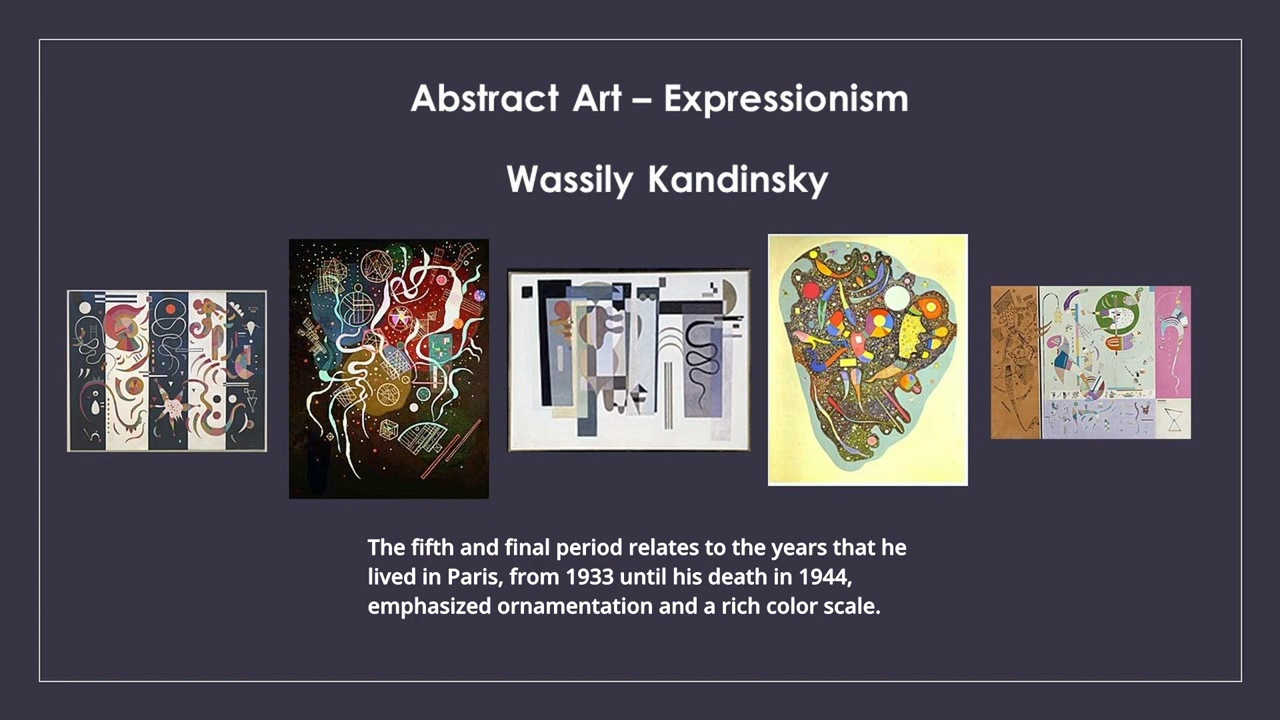 Abstract Art – Expressionism
Wassily Kandinsky
The fifth and final period relates to the years that he
lived in Paris, from 1933 until his death in 1944,
emphasized ornamentation and a rich color scale.